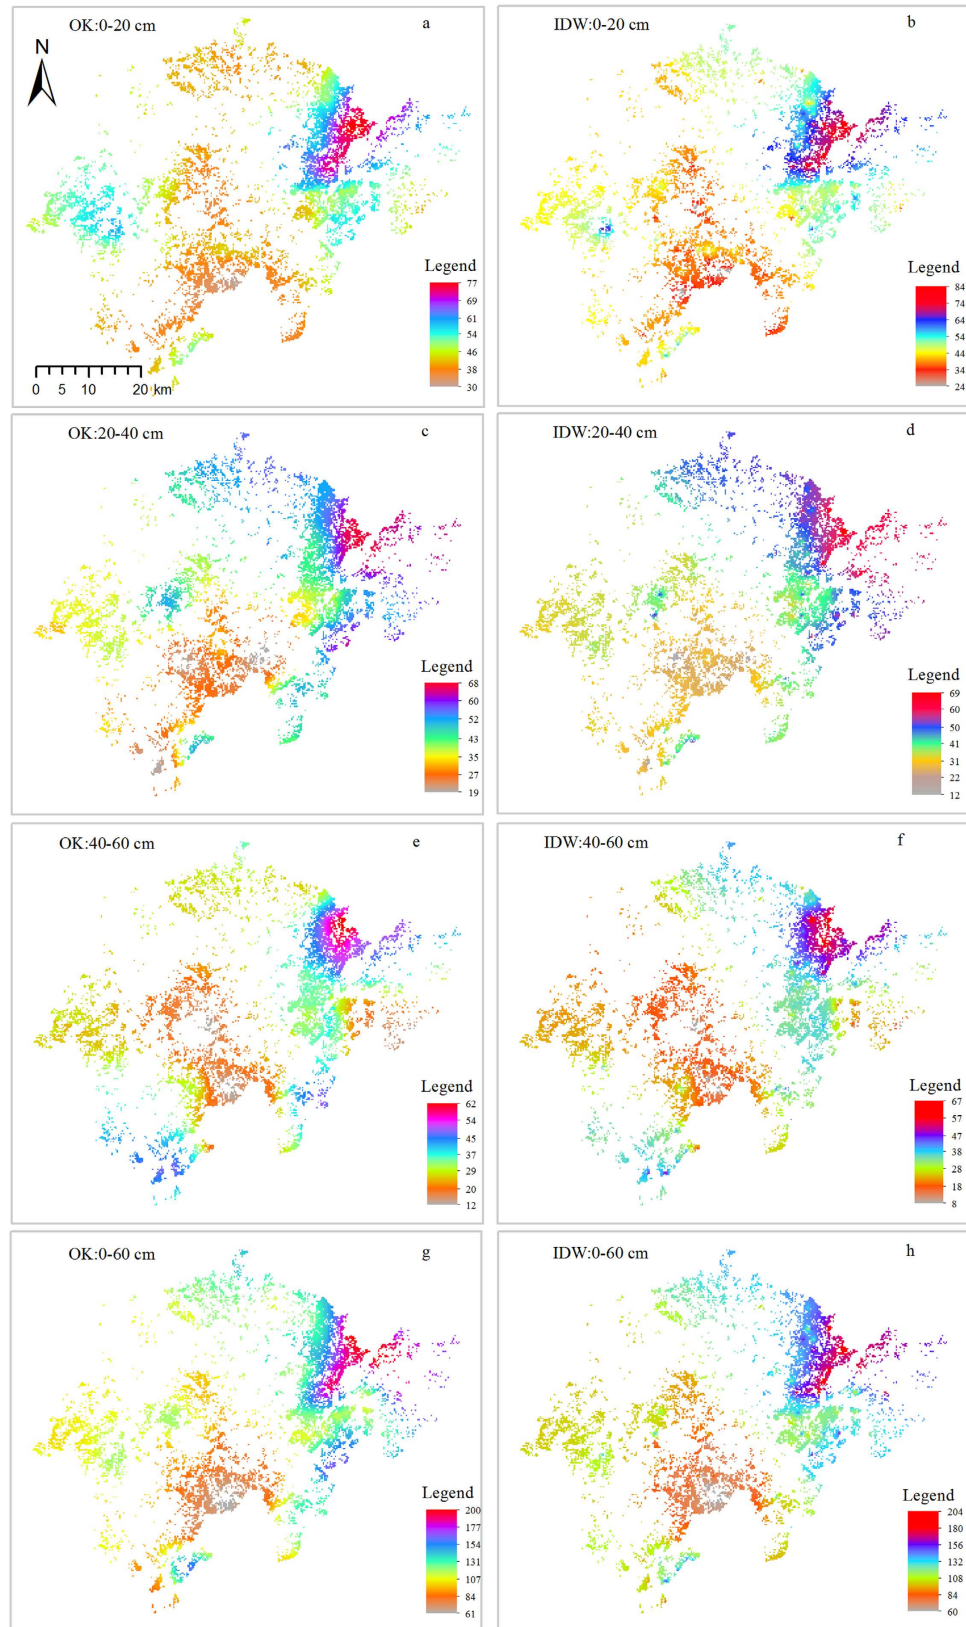 OK:0-20 cm
a
N
Legend
77
69
61
54
46
38
30
0 5 10 20 km
IDW:0-20 cm
b
Legend
84
74
64
54
44
34
24
OK:20-40 cm
c
Legend
68
60
52
43
35
27
19
IDW:20-40 cm
d
Legend
69
60
50
41
31
22
12
OK:40-60 cm
e
Legend
62
54
45
37
29
20
12
IDW:40-60 cm
f
Legend
67
57
47
38
28
18
8
OK:0-60 cm
g
Legend
200
177
154
131
107
84
61
IDW:0-60 cm
h
Legend
204
180
156
132
108
84
60